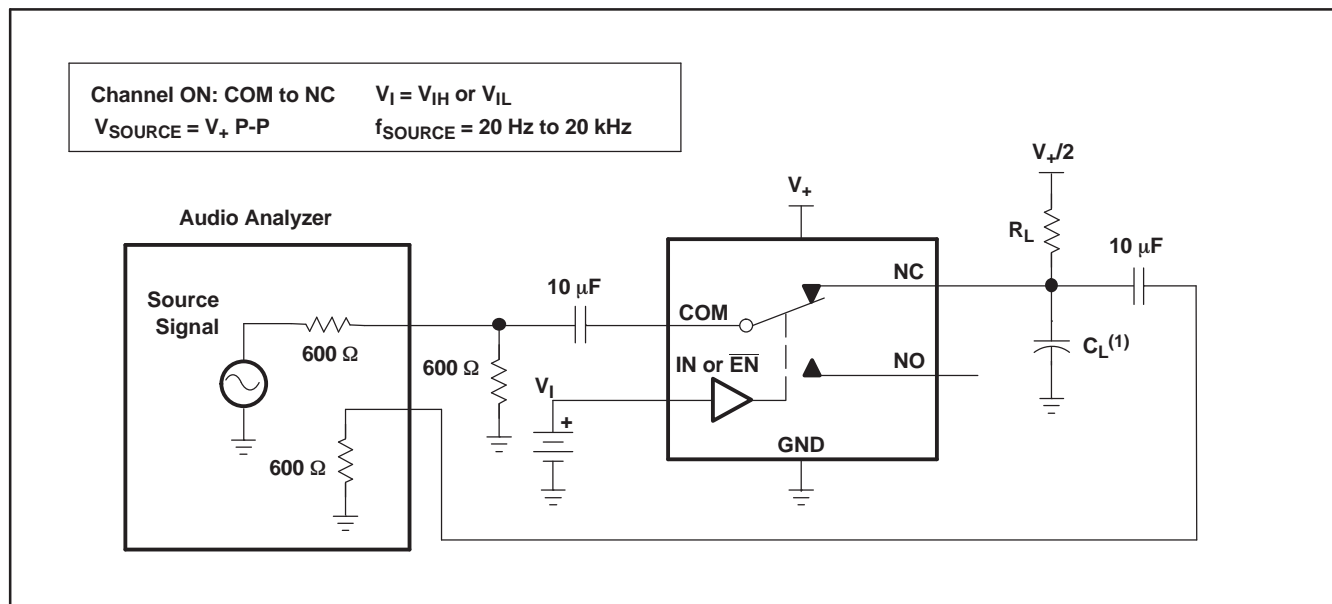 Channel ON: COM to NC V_I = V_IH or V_IL
V_SOURCE = V_+ P-P f_SOURCE = 20 Hz to 20 kHz
V_+/2
V_+
Audio Analyzer
R_L
10 μF
NC
10 μF
Source
Signal
COM
600 Ω
600 Ω
C_L^(1)
IN or E̅N̅
NO
V_I
+
GND
600 Ω